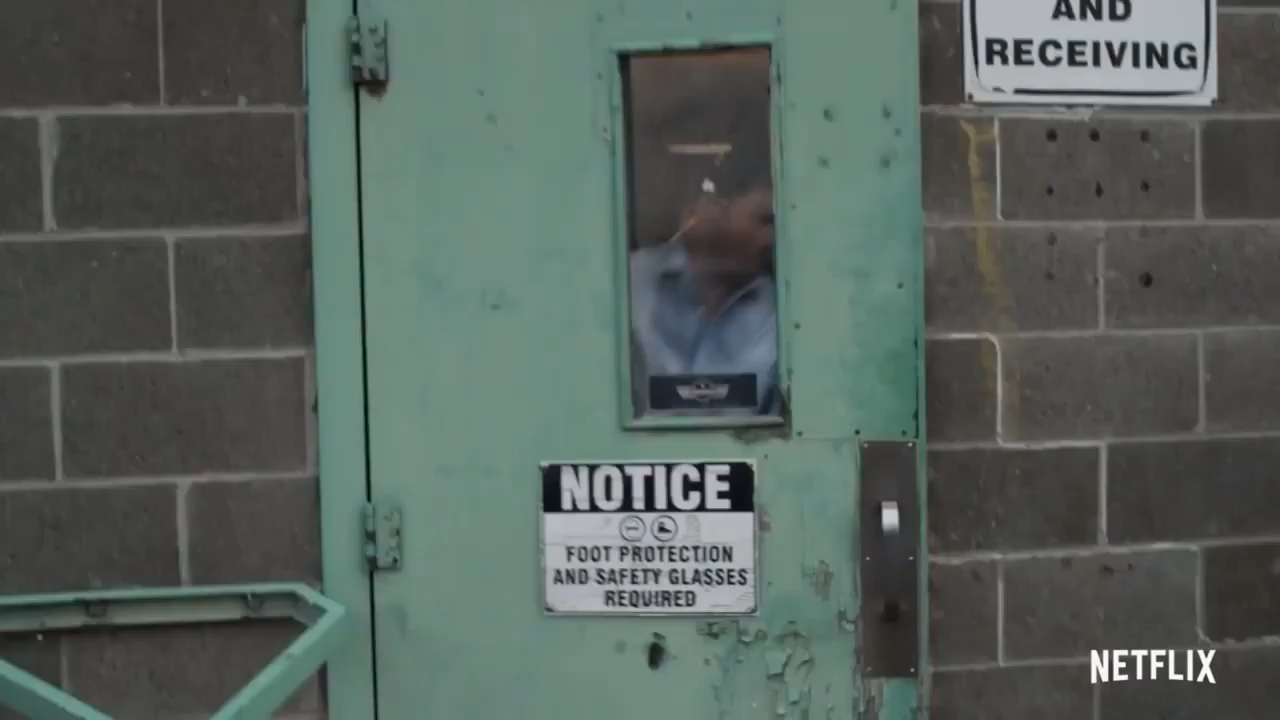 AND
RECEIVING
NOTICE
FOOT PROTECTION
AND SAFETY GLASSES
REQUIRED
NETFLIX